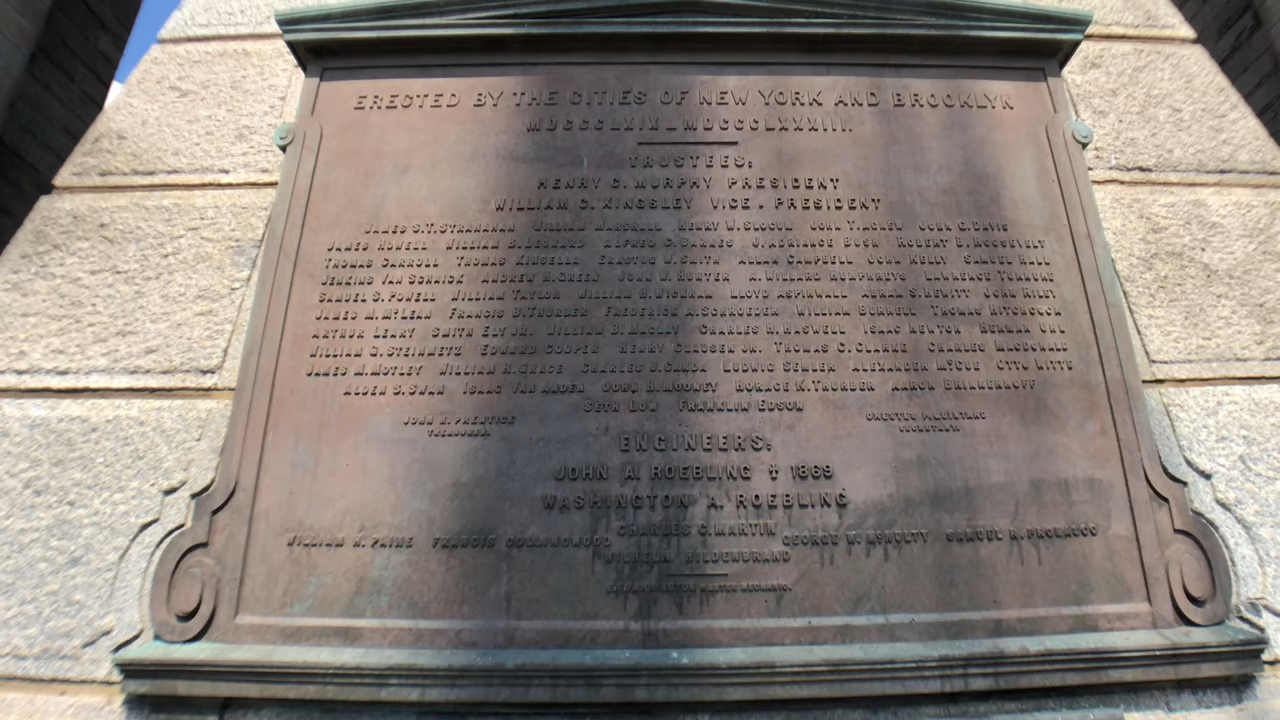 ERECTED BY THE CITIES OF NEW YORK AND BROOKLYN
MDCCCLXIX_MDCCCLXXXIII.
TRUSTEES:
HENRY C. MURPHY PRESIDENT
WILLIAM C. KINGSLEY VICE. PRESIDENT
JAMES S.T. STRANAHAN WILLIAM MARSHALL HENRY W. SLOCUM JOHN T. AGNEW JOHN G. DAVIS
JAMES HOWELL WILLIAM B. LEONARD ALFRED C. BARNES J. ADRIANCE BUSH ROBERT B. ROOSEVELT
THOMAS CARROLL THOMAS KINSELLA ERASTUS W. SMITH ALLAN CAMPBELL JOHN KELLY SAMUEL HALL
JENKINS VAN SCHAICK ANDREW H. GREEN JOHN W. HUNTER A. WILLARD HUMPHREYS LAWRENCE TURNURE
SAMUEL S. POWELL WILLIAM TAYLOR WILLIAM H. WICKHAM LLOYD ASPINWALL ABRAM S. HEWITT JOHN RILEY
JAMES M. McLEAN FRANCIS B. THURBER FREDERICK A. SCHROEDER WILLIAM BURRELL THOMAS HITCHCOCK
ARTHUR LEARY SMITH ELY JR. WILLIAM B. MACLAY CHARLES H. HASWELL ISAAC NEWTON HERMAN UHL
WILLIAM G. STEINMETZ EDWARD COOPER HENRY CLAUSEN JR. THOMAS C. CLARKE CHARLES MACDONALD
JAMES M. MOTLEY WILLIAM R. GRACE CHARLES J. CANDA LUDWIG SEMLER ALEXANDER McCUE OTTO WITTE
ALDEN S. SWAN ISAAC VAN ANDEN JOHN H. MOONEY HORACE K. THURBER AARON BRINKERHOFF
SETH LOW FRANKLIN EDSON
JOHN H. PRENTICE TREASURER
ORESTES P. QUINTARD SECRETARY
ENGINEERS:
JOHN A. ROEBLING ✝ 1869
WASHINGTON A. ROEBLING
CHARLES C. MARTIN
WILLIAM H. PAINE FRANCIS COLLINGWOOD GEORGE W. McNULTY SAMUEL R. PROBASCO
WILHELM HILDENBRAND
E.F. FARRINGTON MASTER MECHANIC.